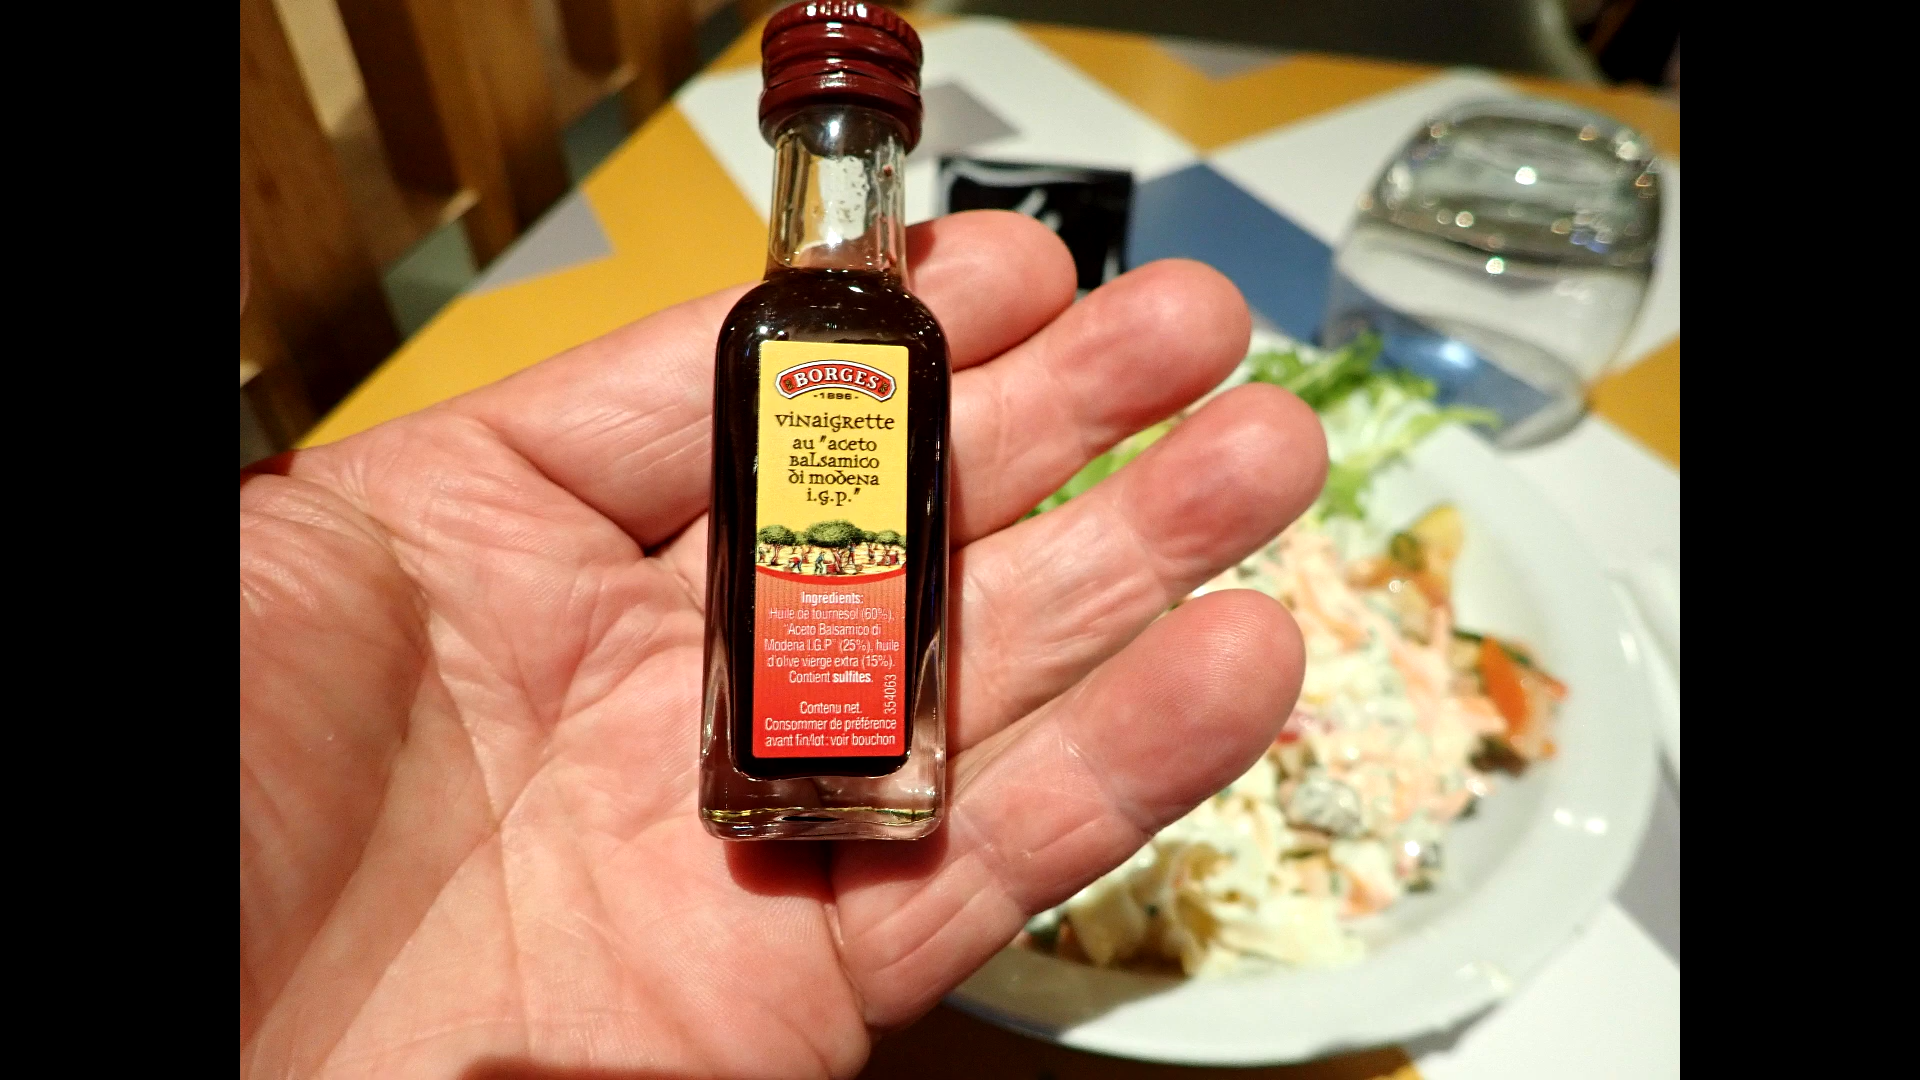 BORGES
-1896-
vinaigrette
au "aceto
balsamico
di modena
i.g.p."
Ingredients:
Huile de tournesol (60%),
"Aceto Balsamico di
Modena I.G.P" (25%), huile
d'olive vierge extra (15%).
Contient sulfites.
354063
Contenu net.
Consommer de préférence
avant fin/lot: voir bouchon